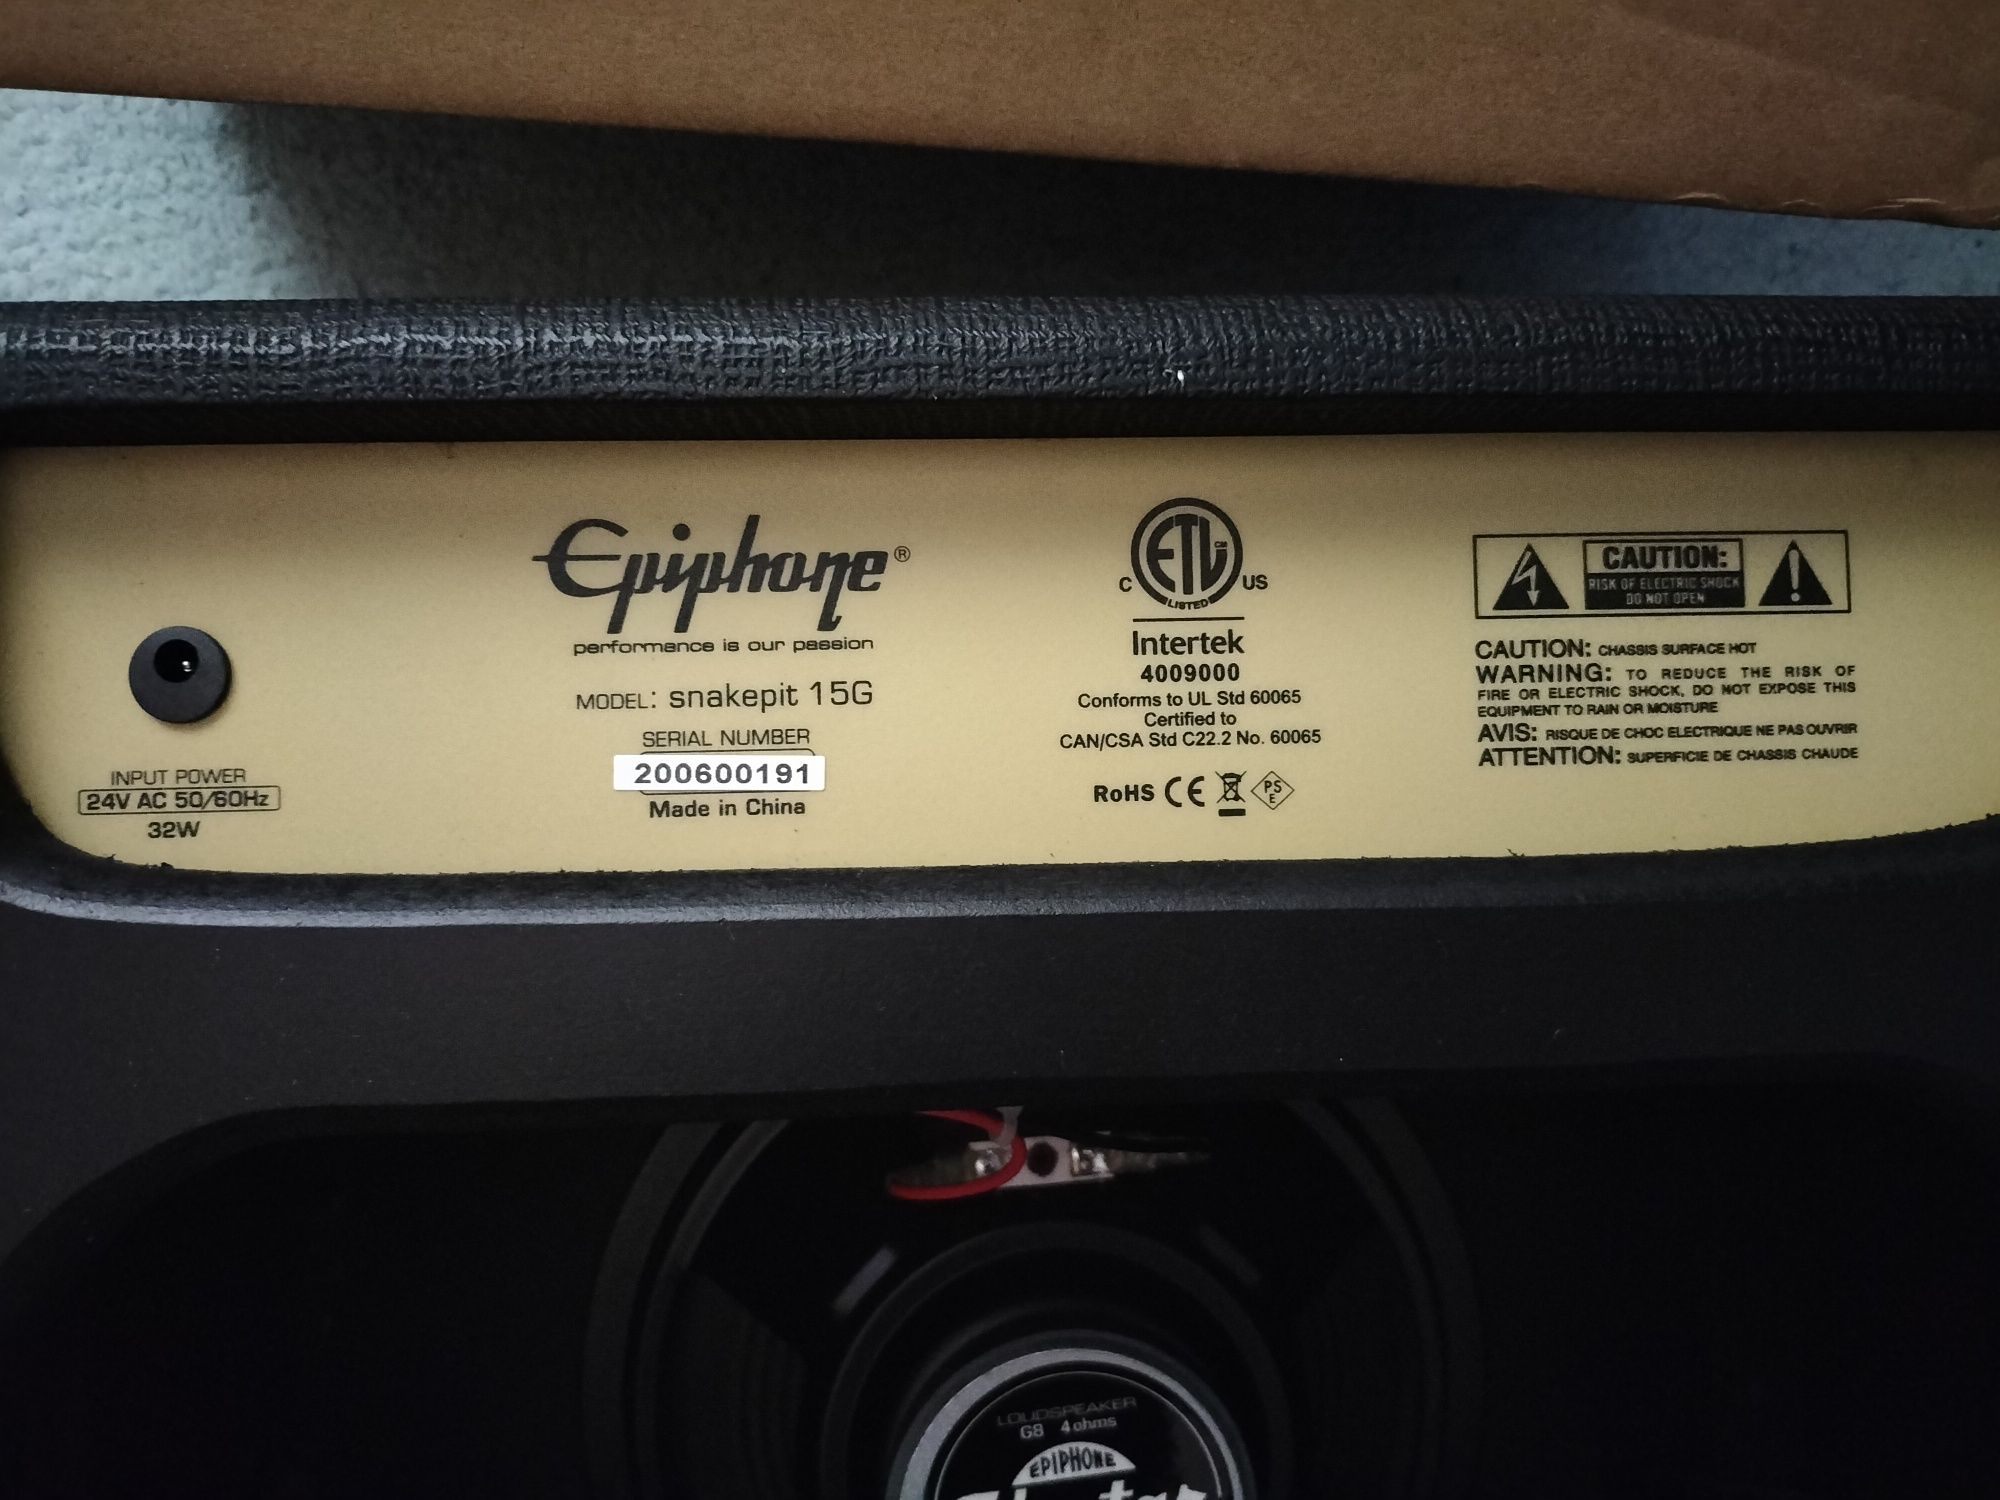 Epiphone®
performance is our passion
MODEL: snakepit 15G
SERIAL NUMBER
200600191
Made in China
INPUT POWER
24V AC 50/60Hz
32W
C ETL CM US
LISTED
Intertek
4009000
Conforms to UL Std 60065
Certified to
CAN/CSA Std C22.2 No. 60065
RoHS CE PS E
CAUTION:
RISK OF ELECTRIC SHOCK
DO NOT OPEN
CAUTION: CHASSIS SURFACE HOT
WARNING: TO REDUCE THE RISK OF
FIRE OR ELECTRIC SHOCK, DO NOT EXPOSE THIS
EQUIPMENT TO RAIN OR MOISTURE
AVIS: RISQUE DE CHOC ELECTRIQUE NE PAS OUVRIR
ATTENTION: SUPERFICIE DE CHASSIS CHAUDE
LOUDSPEAKER
G8 4ohms
EPIPHONE